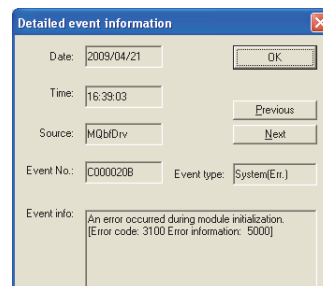 Detailed event information
Date: 2009/04/21
OK
Time: 16:39:03
Previous
Source: MQbfDrv
Next
Event No.: C000020B Event type: System(Err.)
Event info: An error occurred during module initialization.
[Error code: 3100 Error information: 5000]